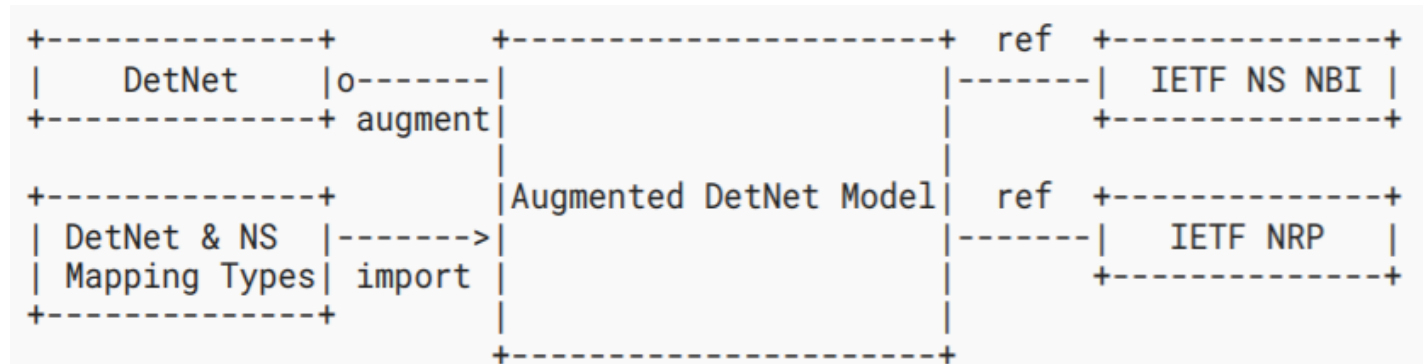 +--------------+        +----------------------+  ref  +--------------+
|    DetNet    |o-------|                      |-------|  IETF NS NBI |
+--------------+ augment|                      |       +--------------+
                        |                      |
+--------------+        |Augmented DetNet Model|  ref  +--------------+
| DetNet & NS  |------->|                      |-------|   IETF NRP   |
| Mapping Types| import |                      |       +--------------+
+--------------+        |                      |
                        +----------------------+